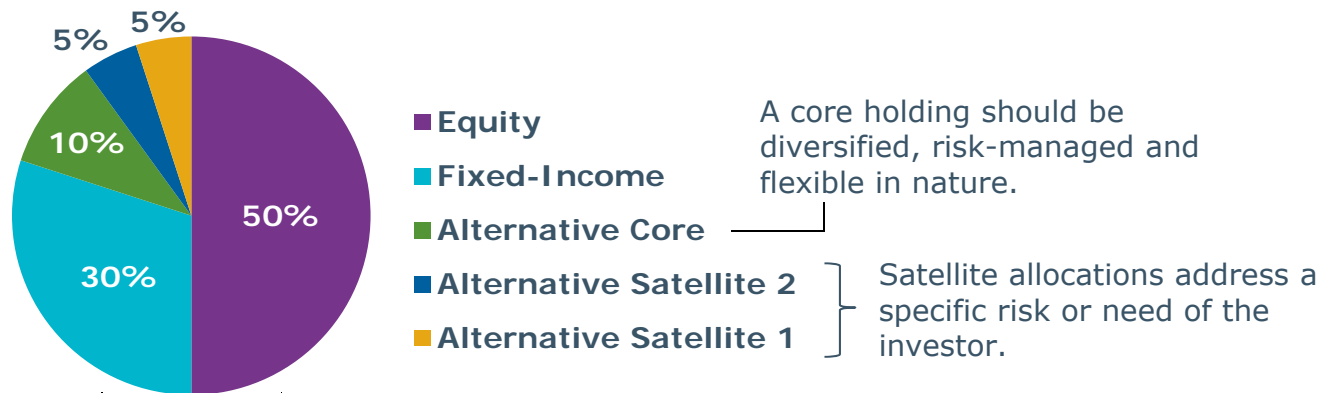 5%
5%
10%
50%
30%
Equity
Fixed-Income
Alternative Core
Alternative Satellite 2
Alternative Satellite 1
A core holding should be
diversified, risk-managed and
flexible in nature.
Satellite allocations address a
specific risk or need of the
investor.